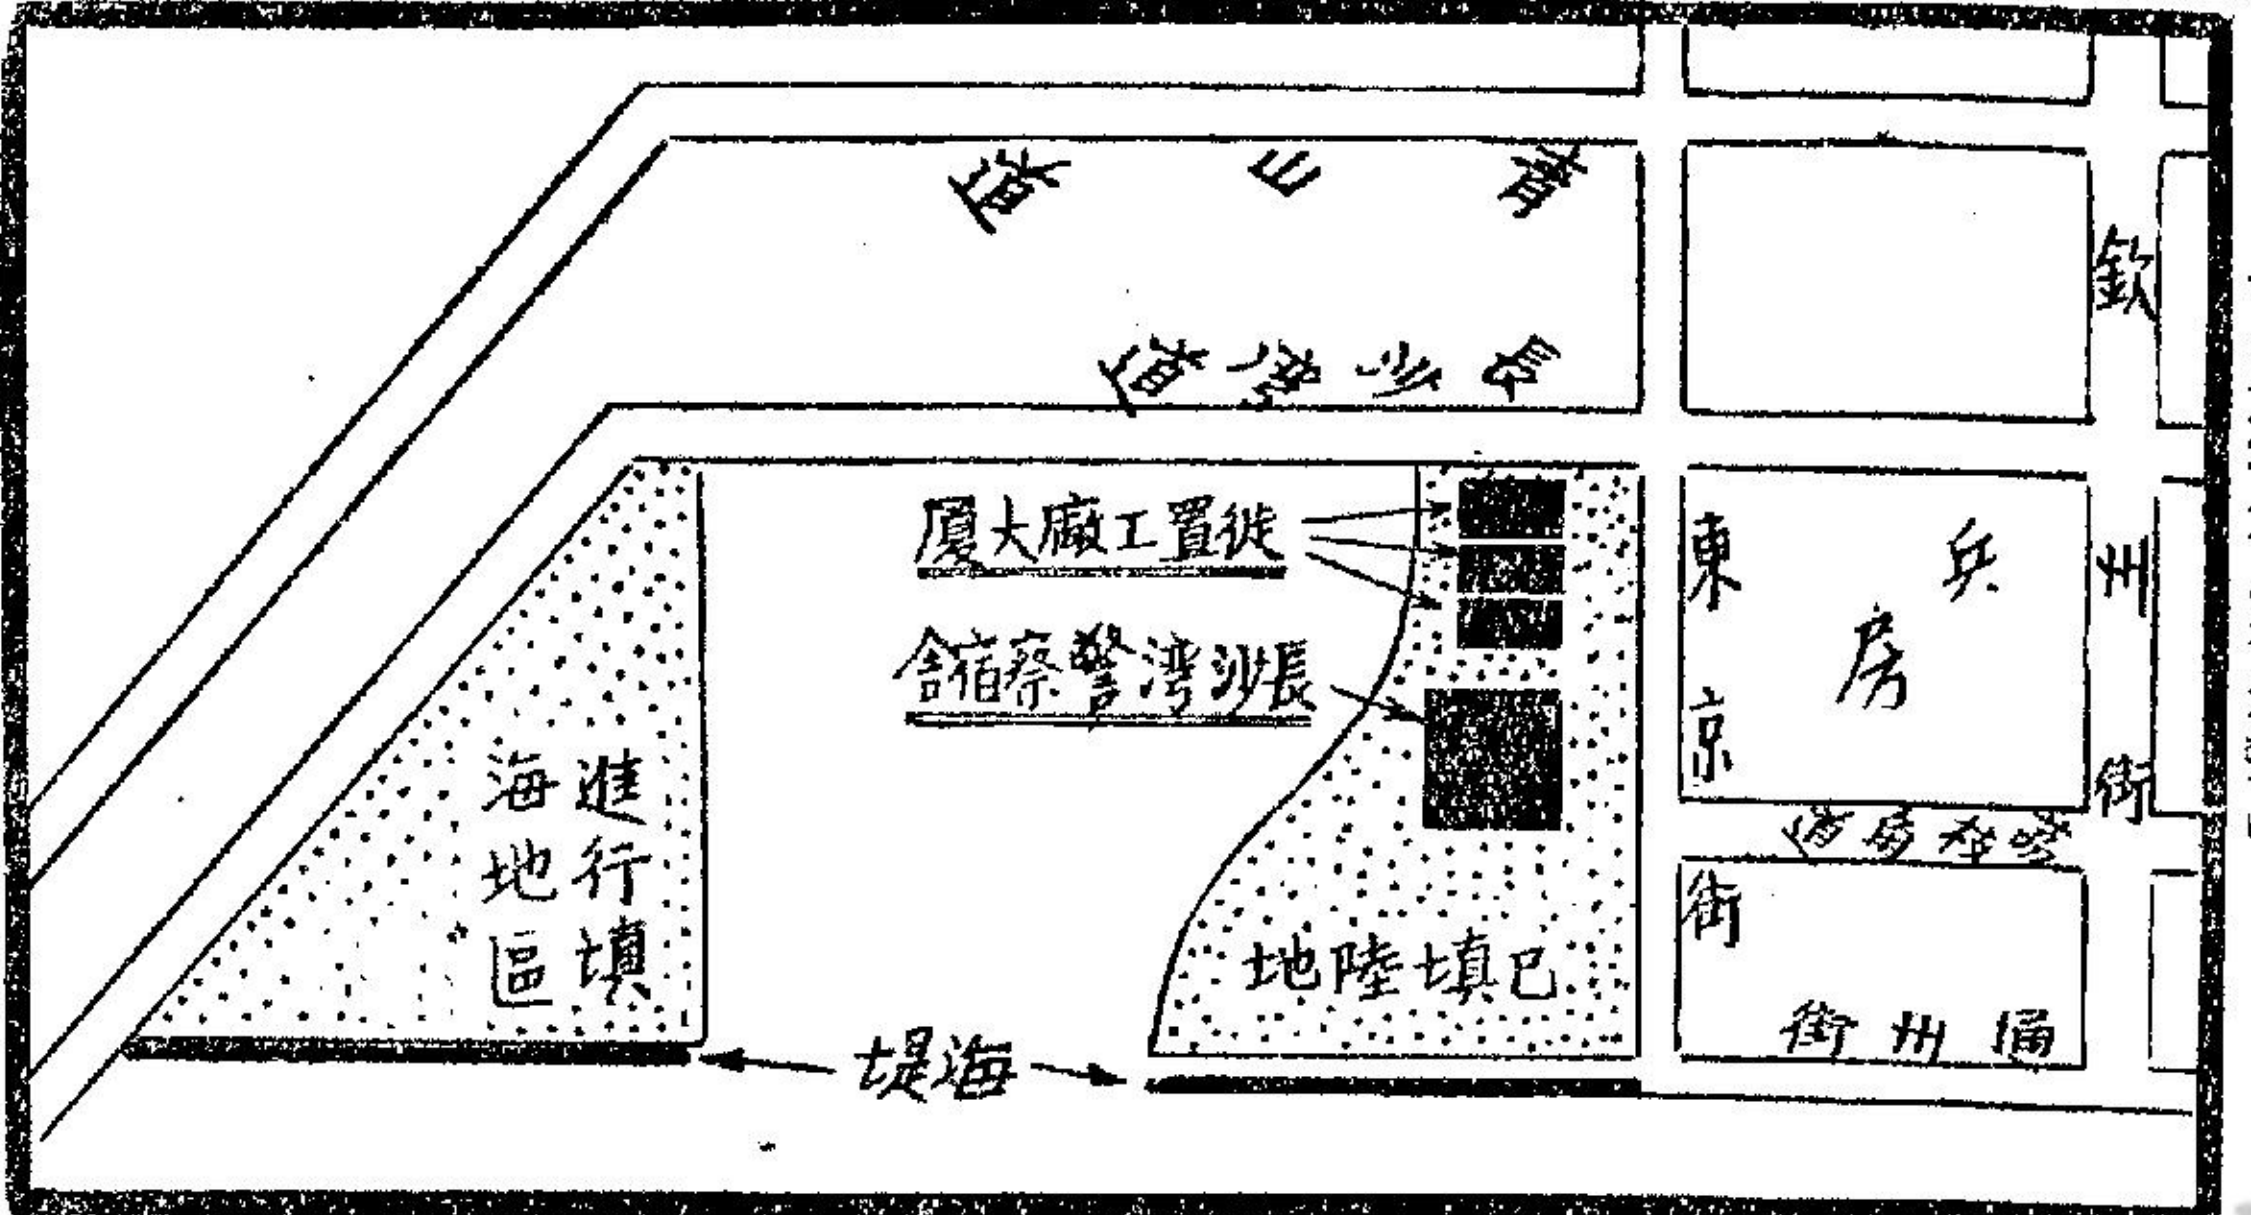 青山道
長沙灣道
欽州街
徙置工廠大廈
長沙湾警察宿舍
東京街
兵房
進行填
海地區
已填陸地
通州街
海堤